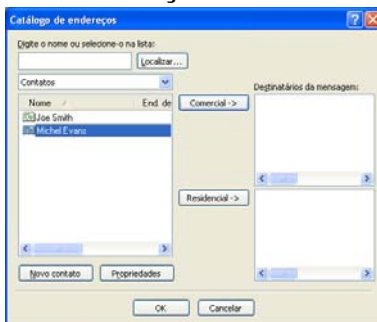 Catálogo de endereços
Digite o nome ou selecione-o na lista:
Localizar...
Contatos
Destinatários da mensagem:
Nome
End. de
Comercial ->
Joe Smith
Michel Evans
Residencial ->
Novo contato
Propriedades
OK
Cancelar